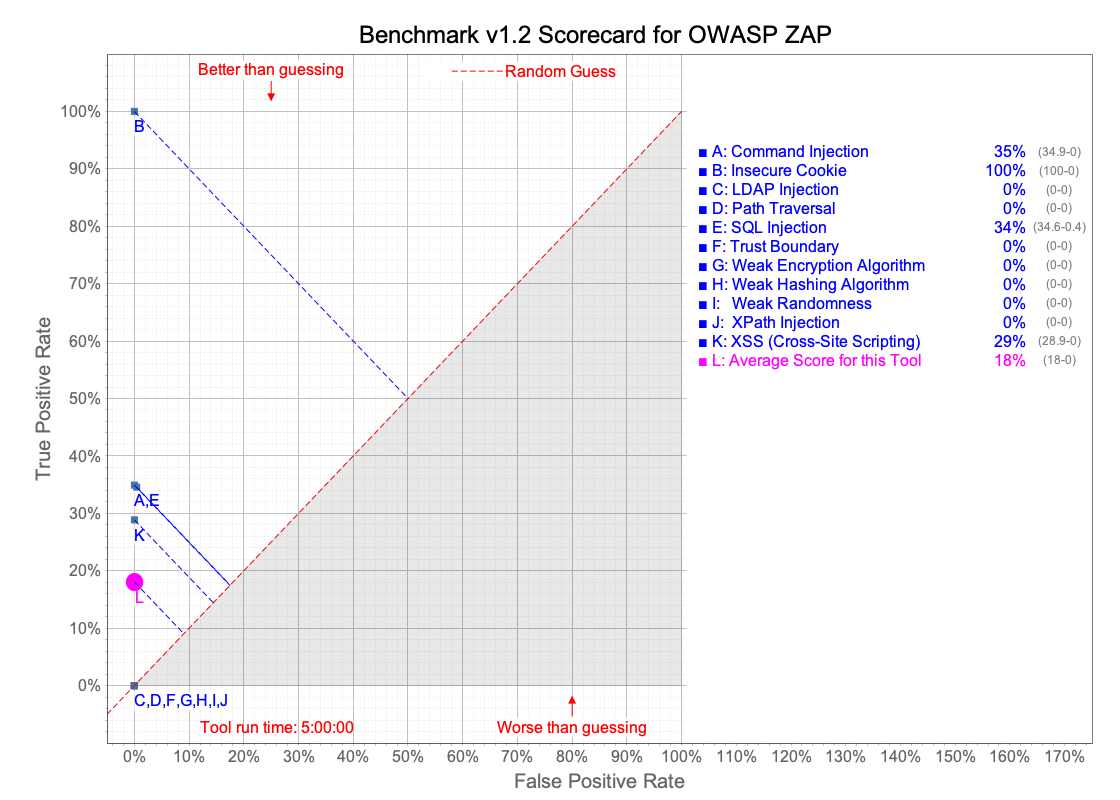 Benchmark v1.2 Scorecard for OWASP ZAP
Better than guessing
Random Guess
100%
90%
80%
70%
60%
50%
40%
30%
20%
10%
0%
True Positive Rate
B
A,E
K
L
C,D,F,G,H,I,J
Tool run time: 5:00:00
Worse than guessing
A: Command Injection 35% (34.9-0)
B: Insecure Cookie 100% (100-0)
C: LDAP Injection 0% (0-0)
D: Path Traversal 0% (0-0)
E: SQL Injection 34% (34.6-0.4)
F: Trust Boundary 0% (0-0)
G: Weak Encryption Algorithm 0% (0-0)
H: Weak Hashing Algorithm 0% (0-0)
I: Weak Randomness 0% (0-0)
J: XPath Injection 0% (0-0)
K: XSS (Cross-Site Scripting) 29% (28.9-0)
L: Average Score for this Tool 18% (18-0)
0% 10% 20% 30% 40% 50% 60% 70% 80% 90% 100% 110% 120% 130% 140% 150% 160% 170%
False Positive Rate